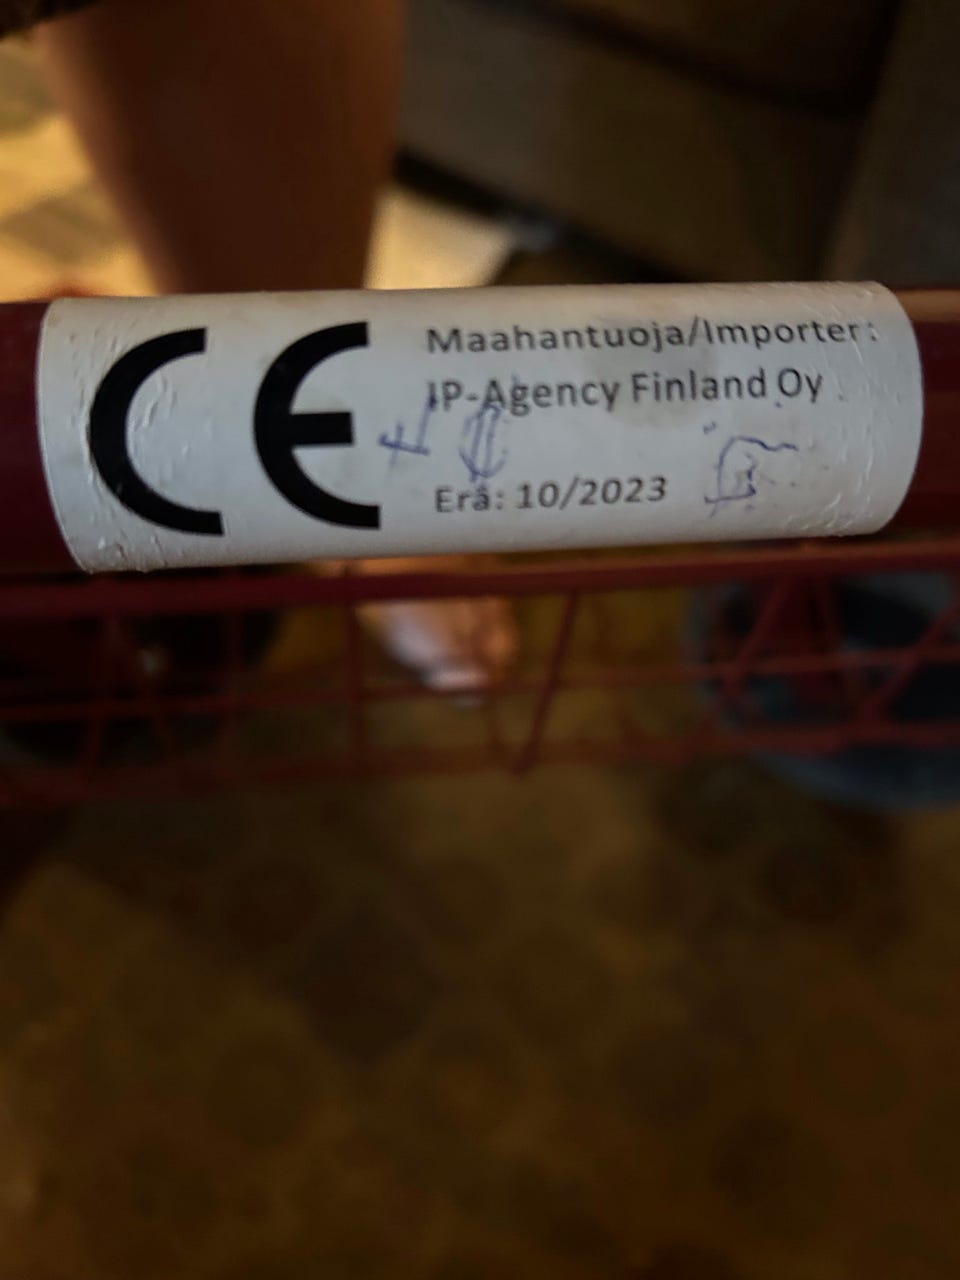 CE
Maahantuoja/Importer:
IP-Agency Finland Oy
Erä: 10/2023